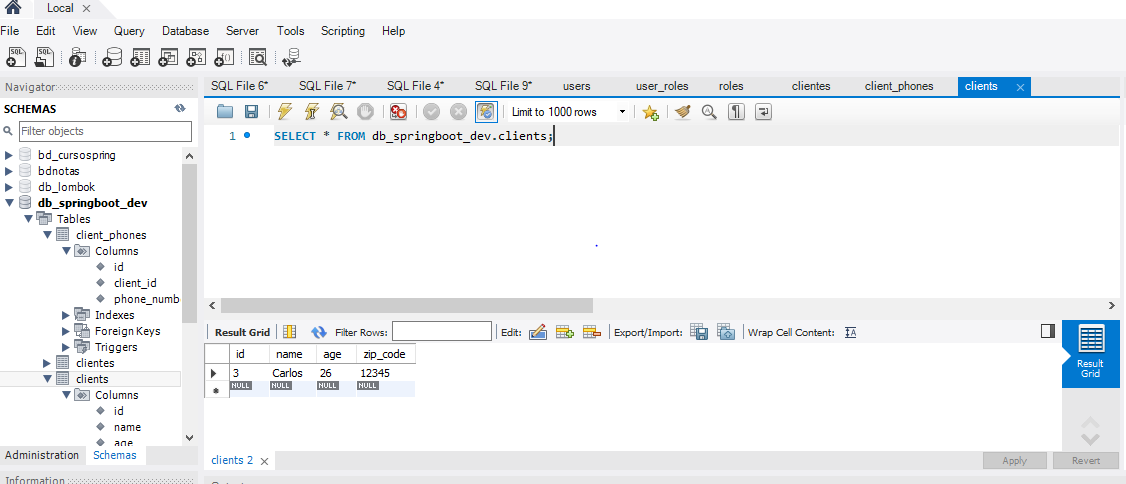 Local
File Edit View Query Database Server Tools Scripting Help
Navigator
SCHEMAS
Filter objects
bd_cursospring
bdnotas
db_lombok
db_springboot_dev
Tables
client_phones
Columns
id
client_id
phone_numb
Indexes
Foreign Keys
Triggers
clientes
clients
Columns
id
name
age
Administration Schemas
Information
SQL File 6* SQL File 7* SQL File 4* SQL File 9* users user_roles roles clientes client_phones clients
Limit to 1000 rows
1 SELECT * FROM db_springboot_dev.clients;
Result Grid Filter Rows: Edit: Export/Import: Wrap Cell Content:
id name age zip_code
3 Carlos 26 12345
NULL NULL NULL NULL
Result
Grid
clients 2
Apply Revert